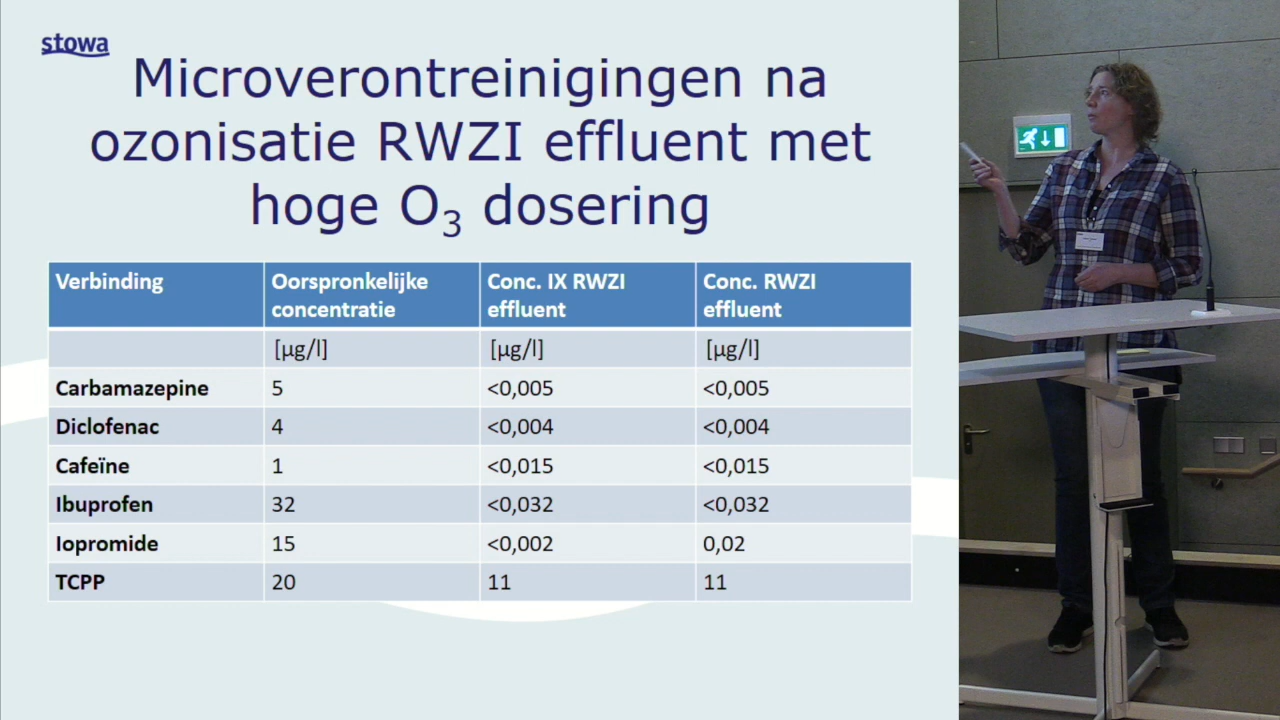 stowa
Microverontreinigingen na
ozonisatie RWZI effluent met
hoge O₃ dosering
Verbinding Oorspronkelijke concentratie Conc. IX RWZI effluent Conc. RWZI effluent
[µg/l] [µg/l] [µg/l]
Carbamazepine 5 <0,005 <0,005
Diclofenac 4 <0,004 <0,004
Cafeïne 1 <0,015 <0,015
Ibuprofen 32 <0,032 <0,032
Iopromide 15 <0,002 0,02
TCPP 20 11 11